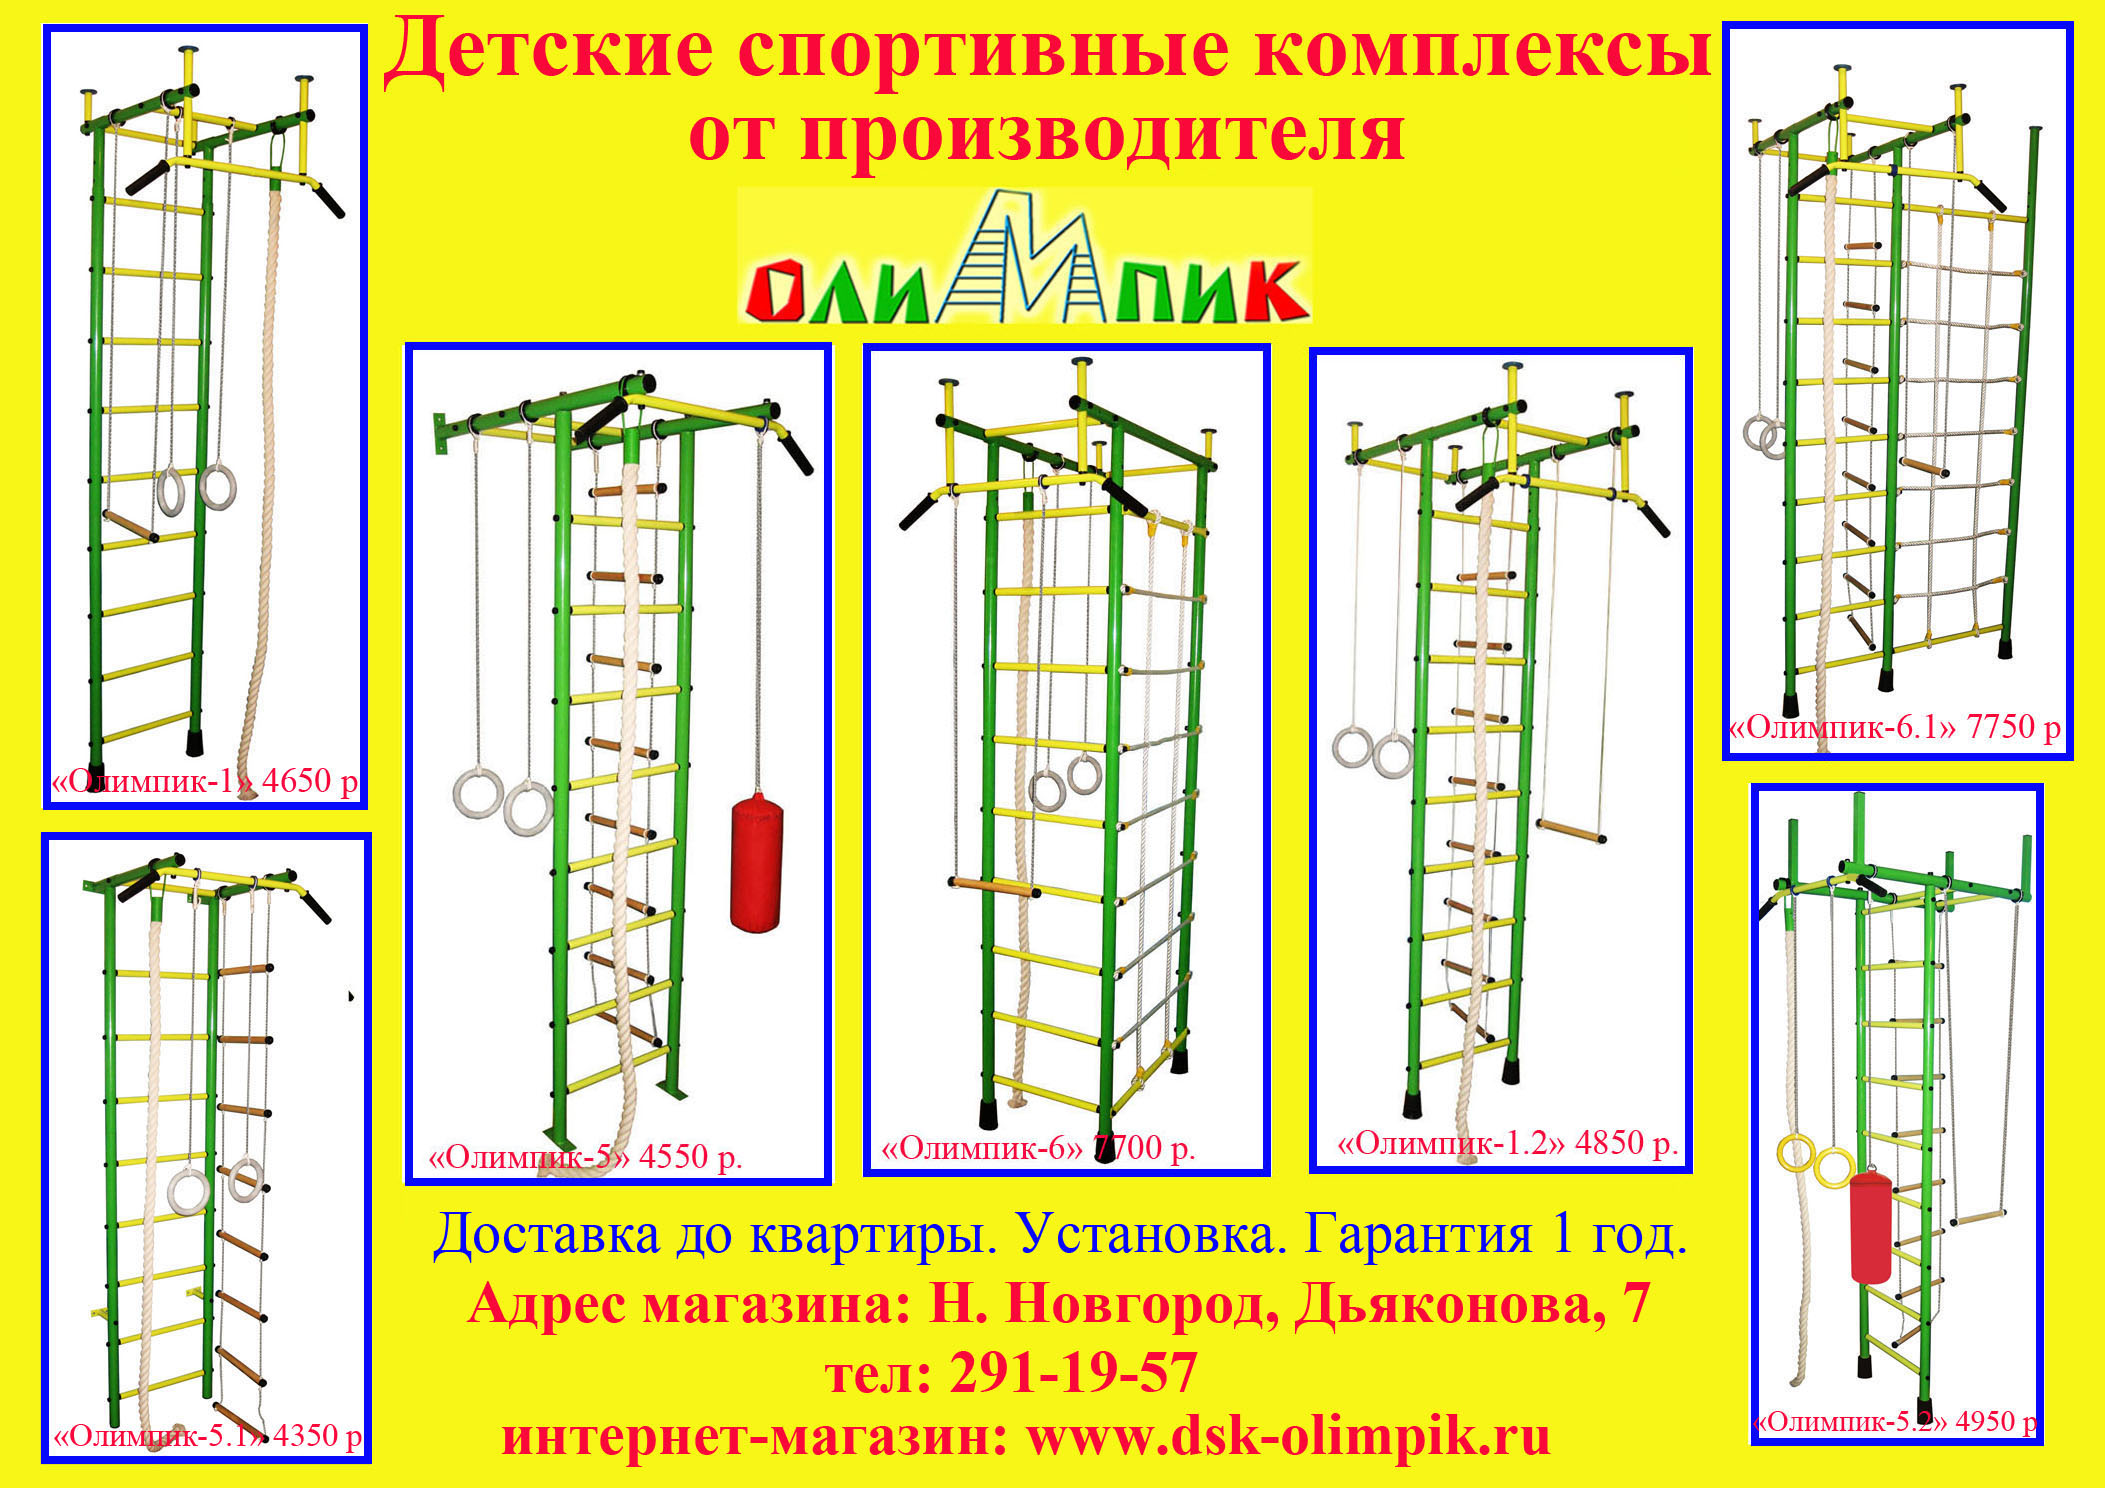 Детские спортивные комплексы
от производителя
ОЛИМПИК
«Олимпик-1» 4650 р
«Олимпик-6.1» 7750 р
«Олимпик-5» 4550 р.
«Олимпик-6» 7700 р.
«Олимпик-1.2» 4850 р.
«Олимпик-5.1» 4350 р
«Олимпик-5.2» 4950 р
Доставка до квартиры. Установка. Гарантия 1 год.
Адрес магазина: Н. Новгород, Дьяконова, 7
тел: 291-19-57
интернет-магазин: www.dsk-olimpik.ru